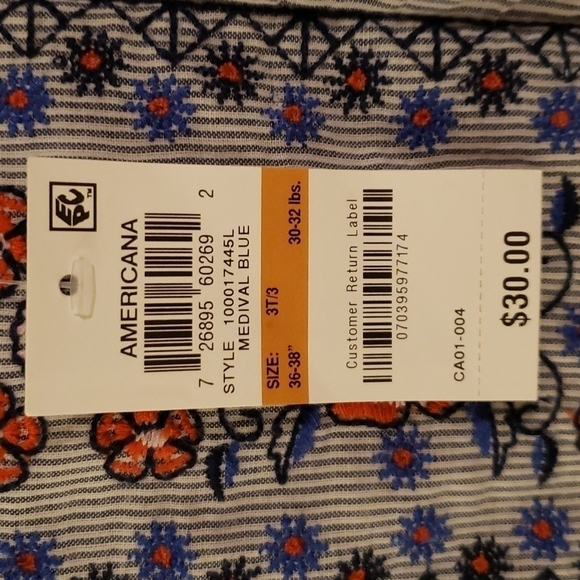 EPC™
AMERICANA
7 26895 60269 2
STYLE 100017445L
MEDIVAL BLUE
SIZE: 3T/3
36-38" 30-32 lbs.
Customer Return Label
070395977174
CA01-004
$30.00